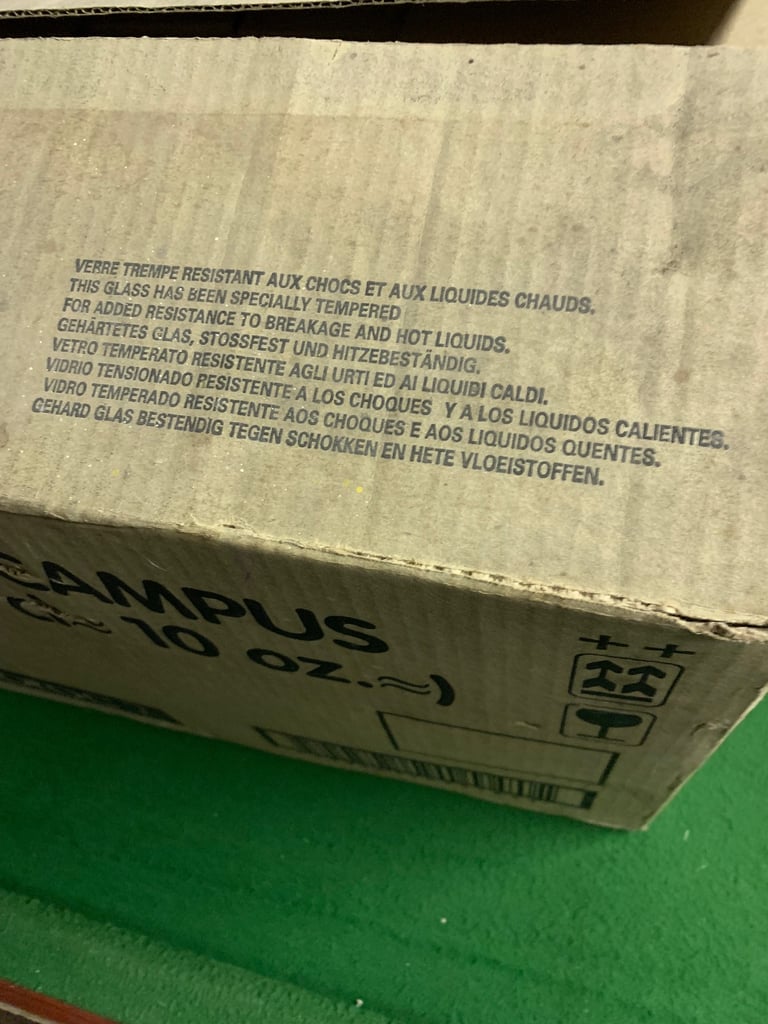 VERRE TREMPE RESISTANT AUX CHOCS ET AUX LIQUIDES CHAUDS.
THIS GLASS HAS BEEN SPECIALLY TEMPERED
FOR ADDED RESISTANCE TO BREAKAGE AND HOT LIQUIDS.
GEHÄRTETES GLAS, STOSSFEST UND HITZEBESTÄNDIG.
VETRO TEMPERATO RESISTENTE AGLI URTI ED AI LIQUIDI CALDI.
VIDRIO TENSIONADO RESISTENTE A LOS CHOQUES Y A LOS LIQUIDOS CALIENTES.
VIDRO TEMPERADO RESISTENTE AOS CHOQUES E AOS LIQUIDOS QUENTES.
GEHARD GLAS BESTENDIG TEGEN SCHOKKEN EN HETE VLOEISTOFFEN.
CAMPUS
10 oz.≈)